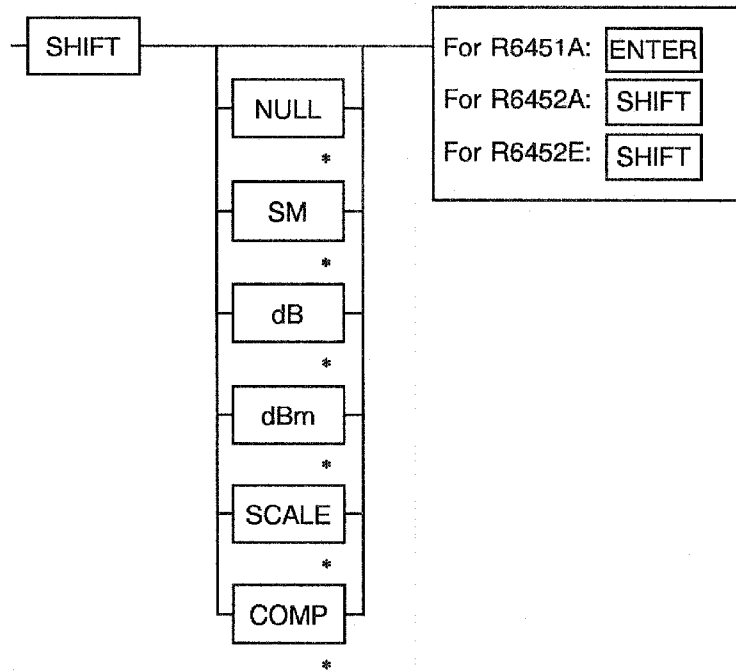 SHIFT
For R6451A: ENTER
For R6452A: SHIFT
For R6452E: SHIFT
NULL
*
SM
*
dB
*
dBm
*
SCALE
*
COMP
*